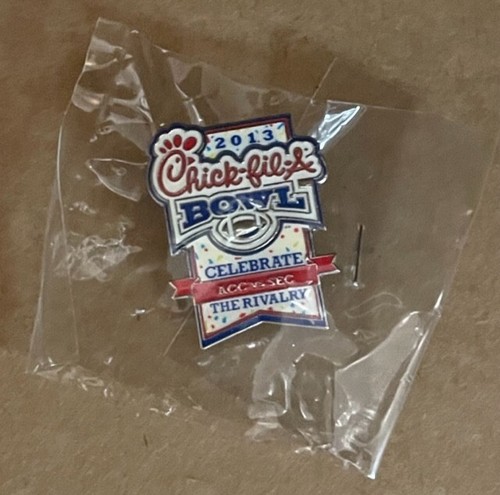 2013
Chick-fil-A
BOWL
CELEBRATE
ACC vs. SEC
THE RIVALRY